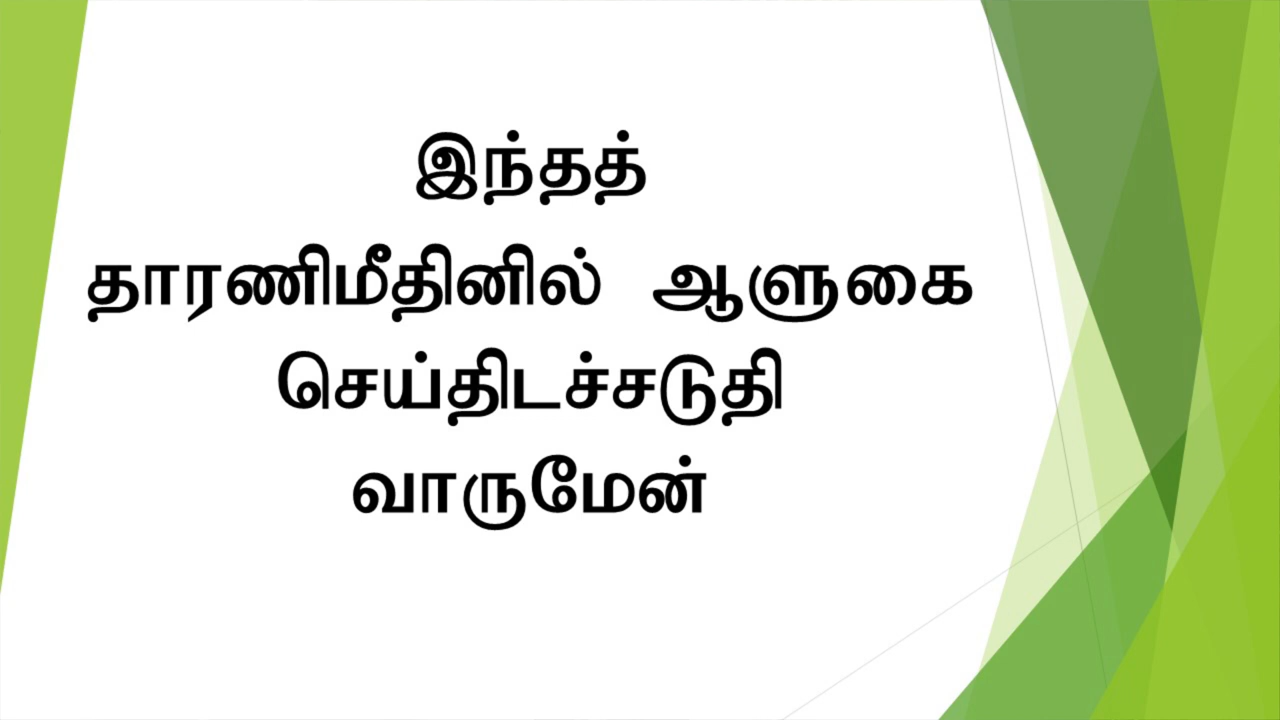 இந்தத்
தாரணிமீதினில் ஆளுகை
செய்திடச்சடுதி
வாருமேன்